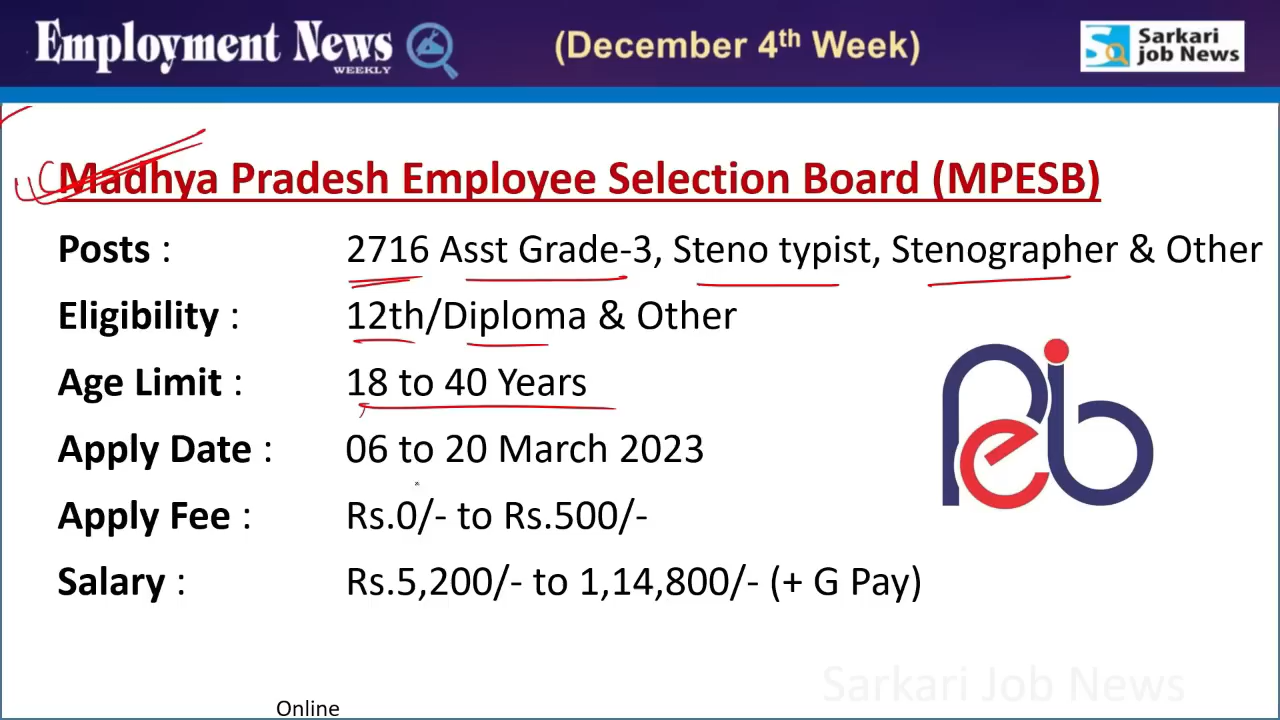 Employment News
WEEKLY
(December 4th Week)
Sarkari
Job News
Madhya Pradesh Employee Selection Board (MPESB)
Posts : 2716 Asst Grade-3, Steno typist, Stenographer & Other
Eligibility : 12th/Diploma & Other
Age Limit : 18 to 40 Years
Apply Date : 06 to 20 March 2023
Apply Fee : Rs.0/- to Rs.500/-
Salary : Rs.5,200/- to 1,14,800/- (+ G Pay)
Peb
Sarkari Job News
Online